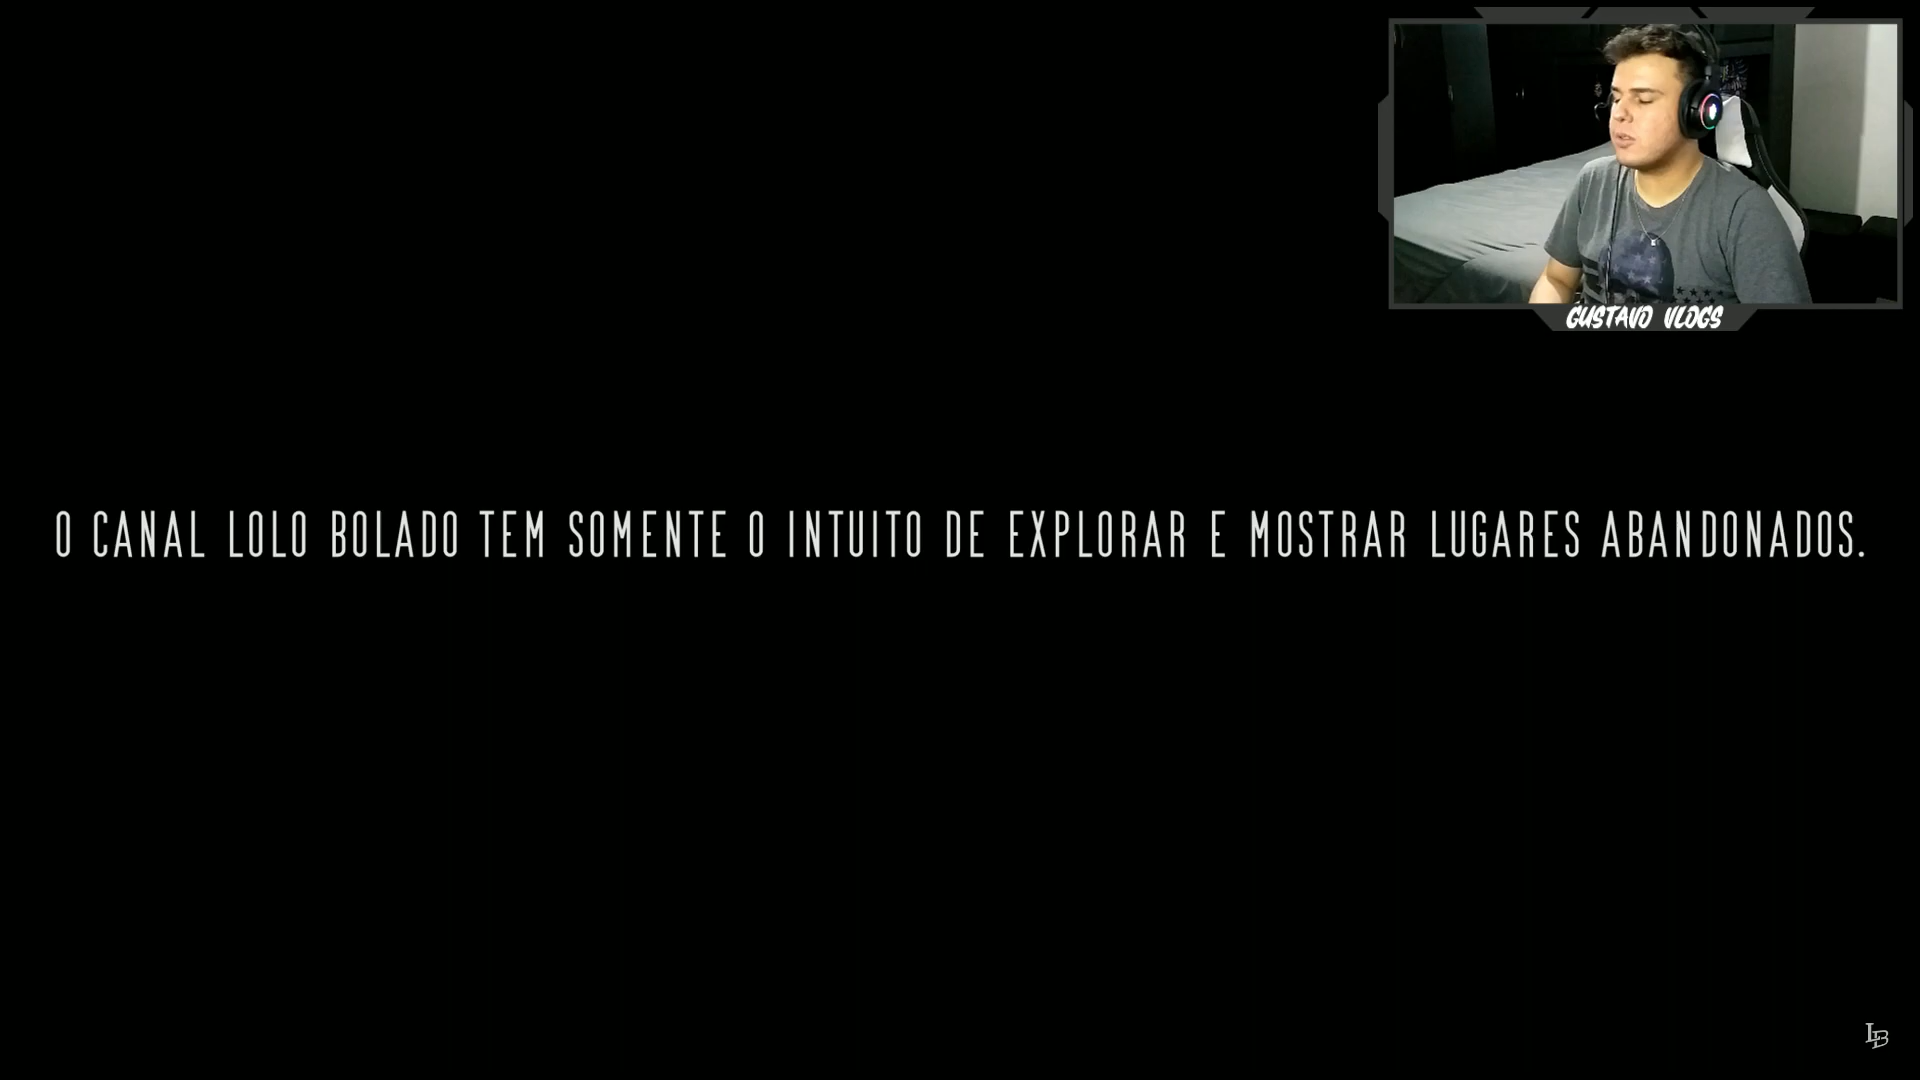 GUSTAVO VLOGS
O CANAL LOLO BOLADO TEM SOMENTE O INTUITO DE EXPLORAR E MOSTRAR LUGARES ABANDONADOS.
LB